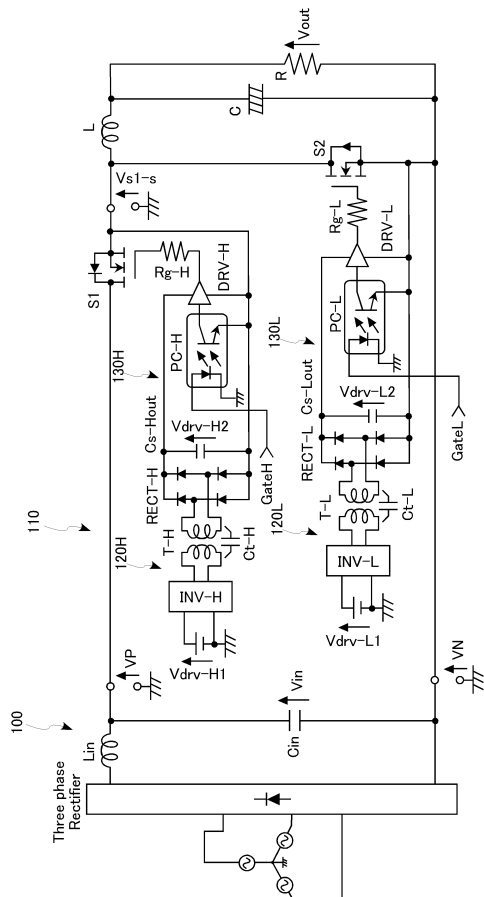 100
110
Three phase
Rectifier
Lin
Cin
Vin
VP
VN
120H
Vdrv-H1
INV-H
T-H
Ct-H
RECT-H
Cs-Hout
Vdrv-H2
GateH
130H
PC-H
DRV-H
Rg-H
S1
Vs1-s
L
C
R
Vout
120L
Vdrv-L1
INV-L
T-L
Ct-L
RECT-L
Cs-Lout
Vdrv-L2
GateL
130L
PC-L
DRV-L
Rg-L
S2